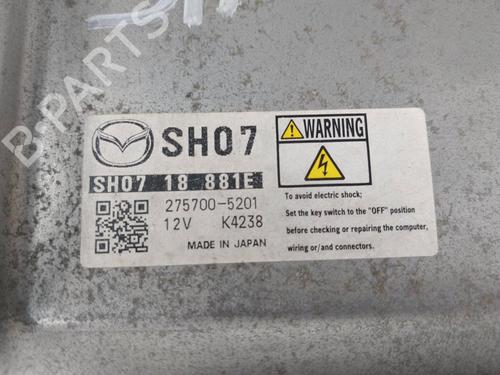 B-PARTS
SH07
SH07 18 881E
275700-5201
12V K4238
MADE IN JAPAN
WARNING
To avoid electric shock;
Set the key switch to the "OFF" position
before checking or repairing the computer,
wiring or/and connectors.